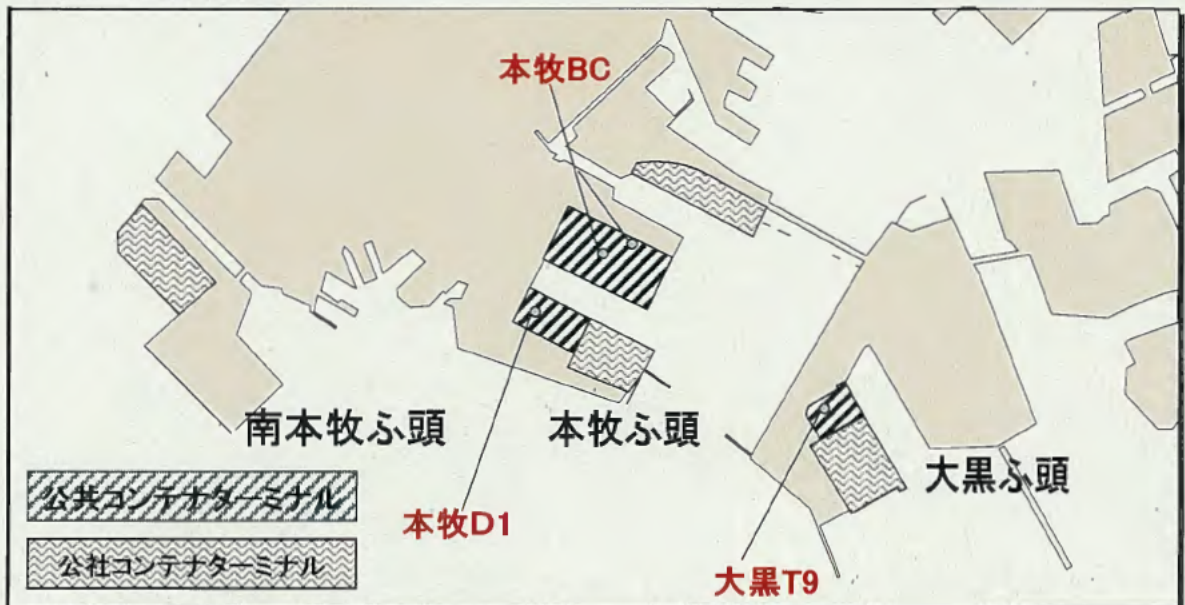 本牧BC
南本牧ふ頭
本牧ふ頭
大黒ふ頭
公共コンテナターミナル
本牧D1
公社コンテナターミナル
大黒T9